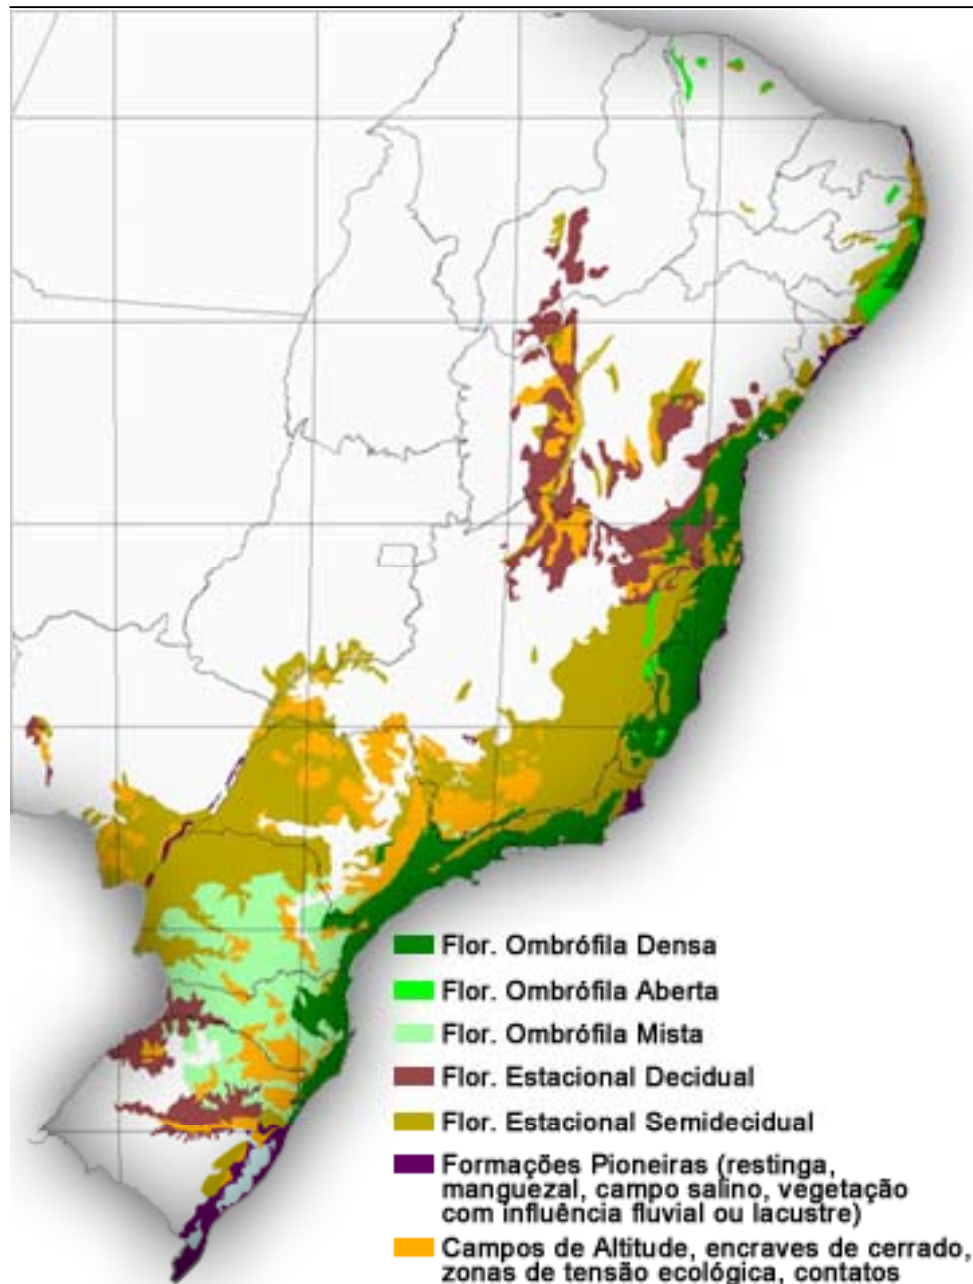 Flor. Ombrófila Densa
Flor. Ombrófila Aberta
Flor. Ombrófila Mista
Flor. Estacional Decidual
Flor. Estacional Semidecidual
Formações Pioneiras (restinga,
manguezal, campo salino, vegetação
com influência fluvial ou lacustre)
Campos de Altitude, encraves de cerrado,
zonas de tensão ecológica, contatos